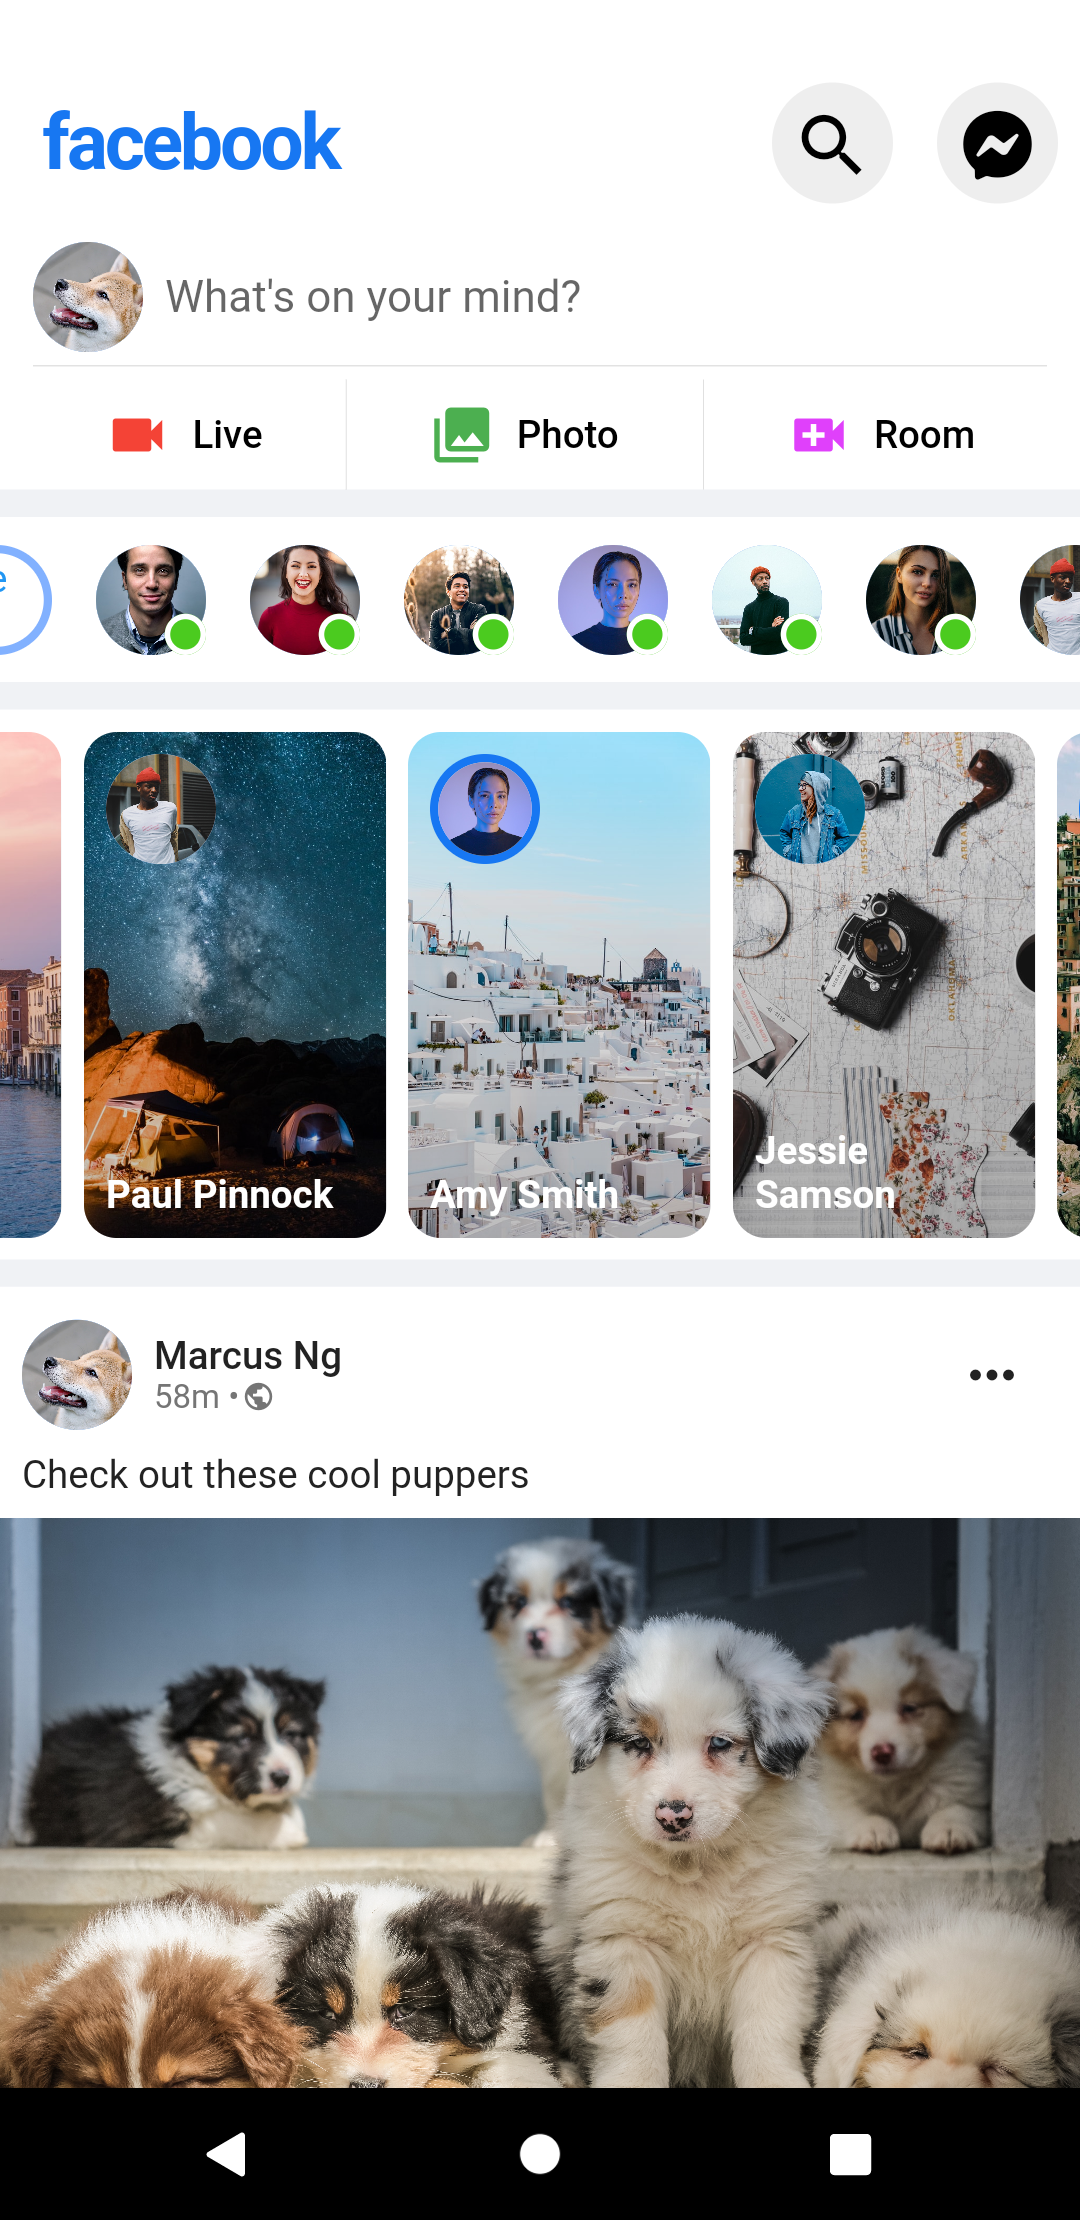 facebook
What's on your mind?
Live
Photo
Room
e
Paul Pinnock
Amy Smith
Jessie
Samson
Marcus Ng
58m •
Check out these cool puppers